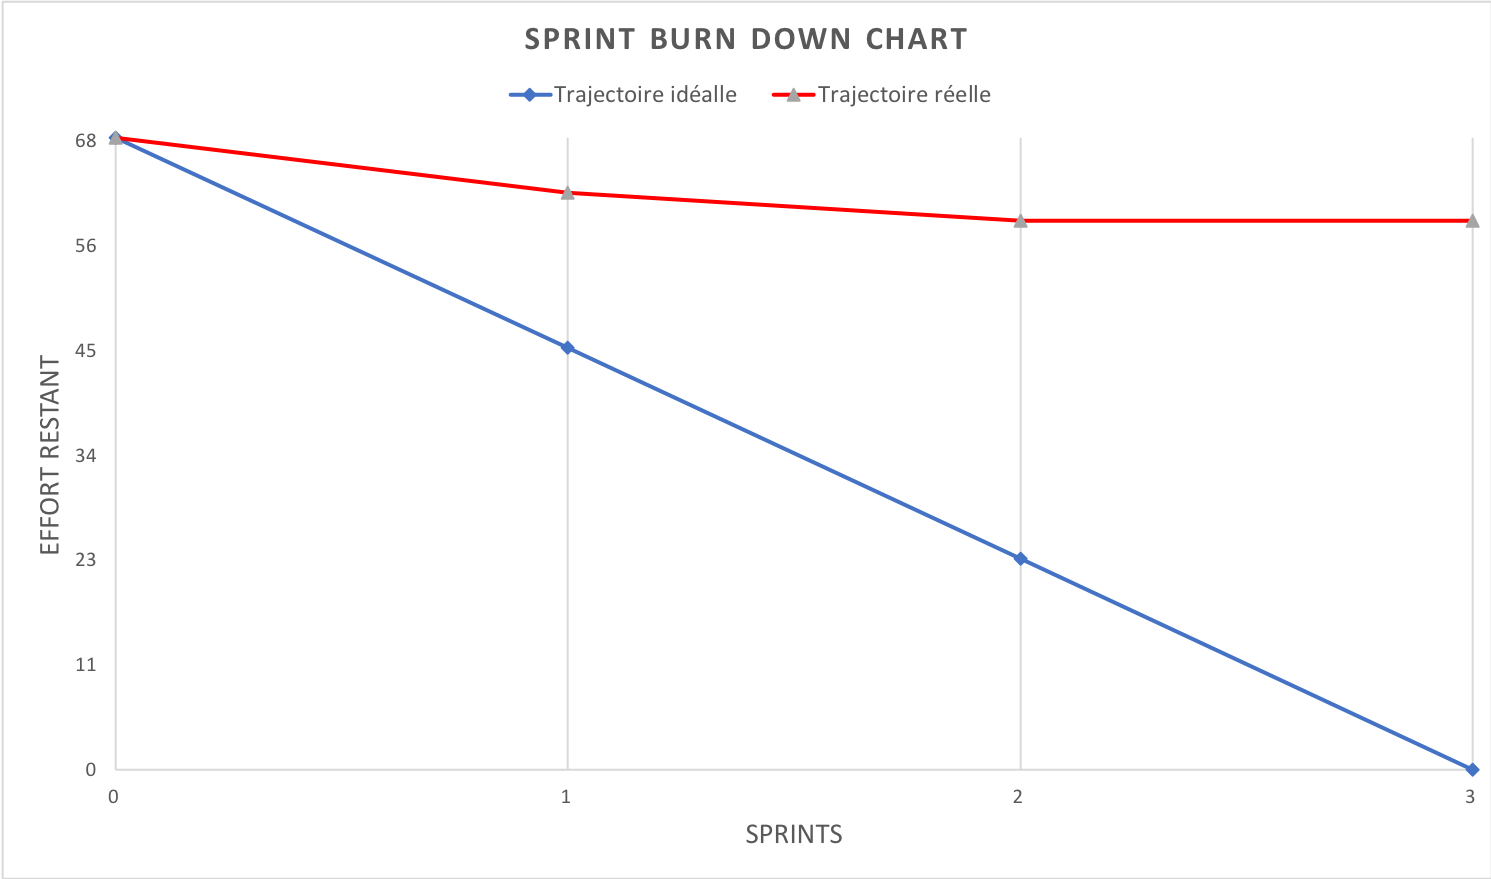 SPRINT BURN DOWN CHART
Trajectoire idéalle
Trajectoire réelle
68
56
45
34
23
11
0
EFFORT RESTANT
0
1
2
3
SPRINTS